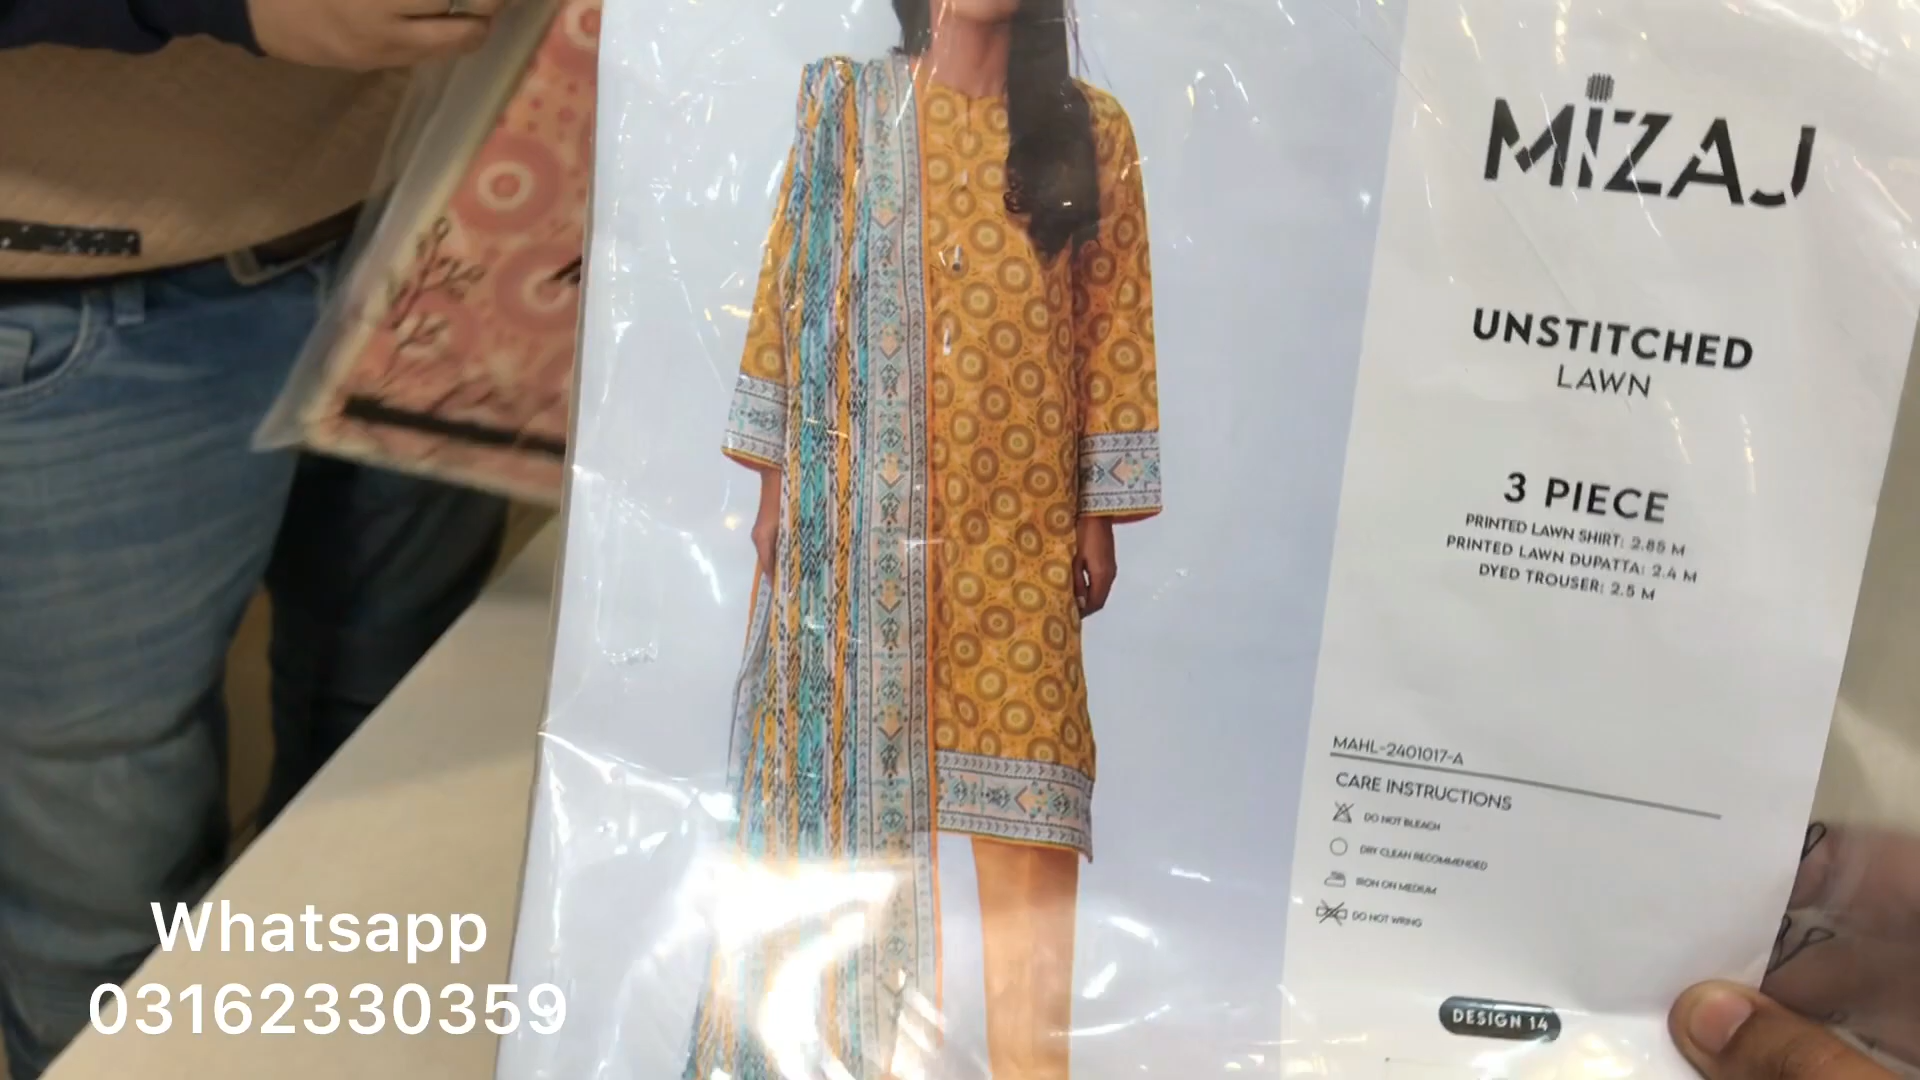 MIZAJ
UNSTITCHED
LAWN
3 PIECE
PRINTED LAWN SHIRT: 2.85 M
PRINTED LAWN DUPATTA: 2.4 M
DYED TROUSER: 2.5 M
MAHL-2401017-A
CARE INSTRUCTIONS
DO NOT BLEACH
DRY CLEAN RECOMMENDED
IRON ON MEDIUM
DO NOT WRING
DESIGN 14
Whatsapp
03162330359